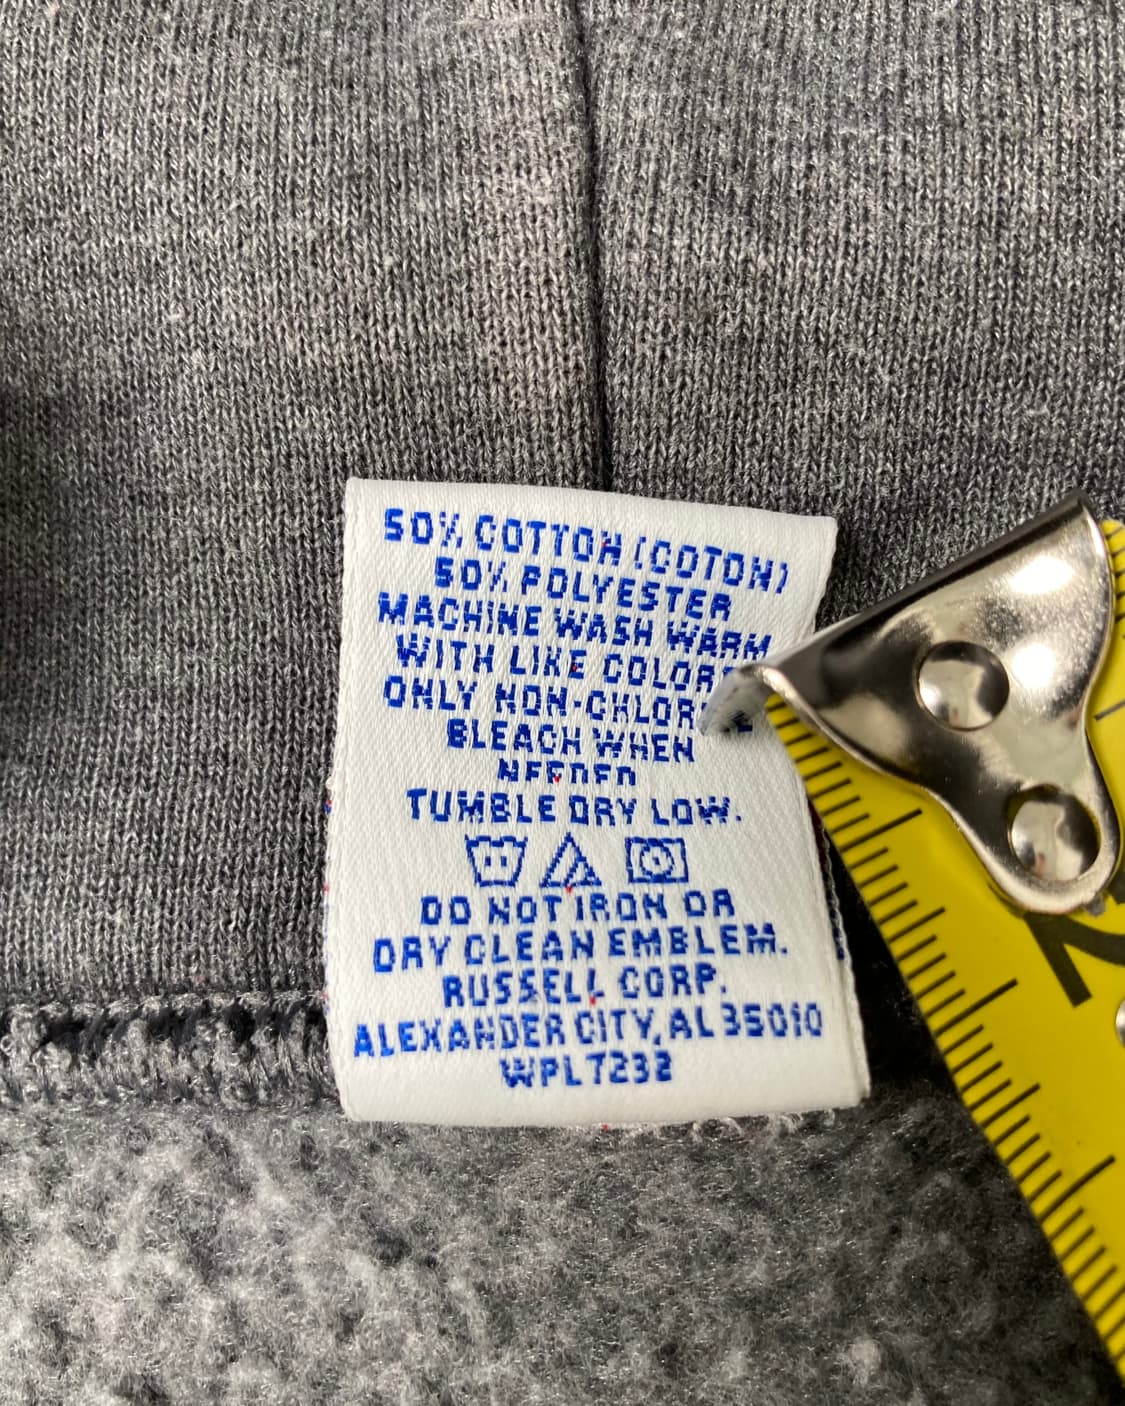 50% COTTON (COTON)
50% POLYESTER
MACHINE WASH WARM
WITH LIKE COLORS
ONLY NON-CHLORINE
BLEACH WHEN
NEEDED
TUMBLE DRY LOW.
DO NOT IRON OR
DRY CLEAN EMBLEM.
RUSSELL CORP.
ALEXANDER CITY, AL 35010
WPL 7232